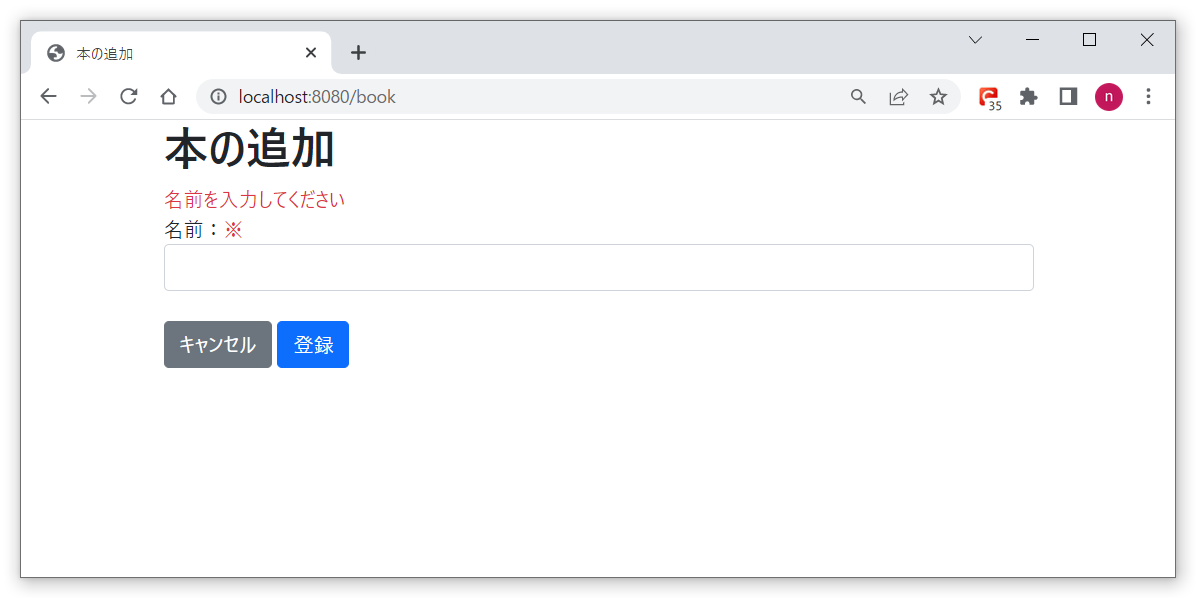 本の追加
localhost:8080/book
35
n
本の追加
名前を入力してください
名前：※
キャンセル 登録